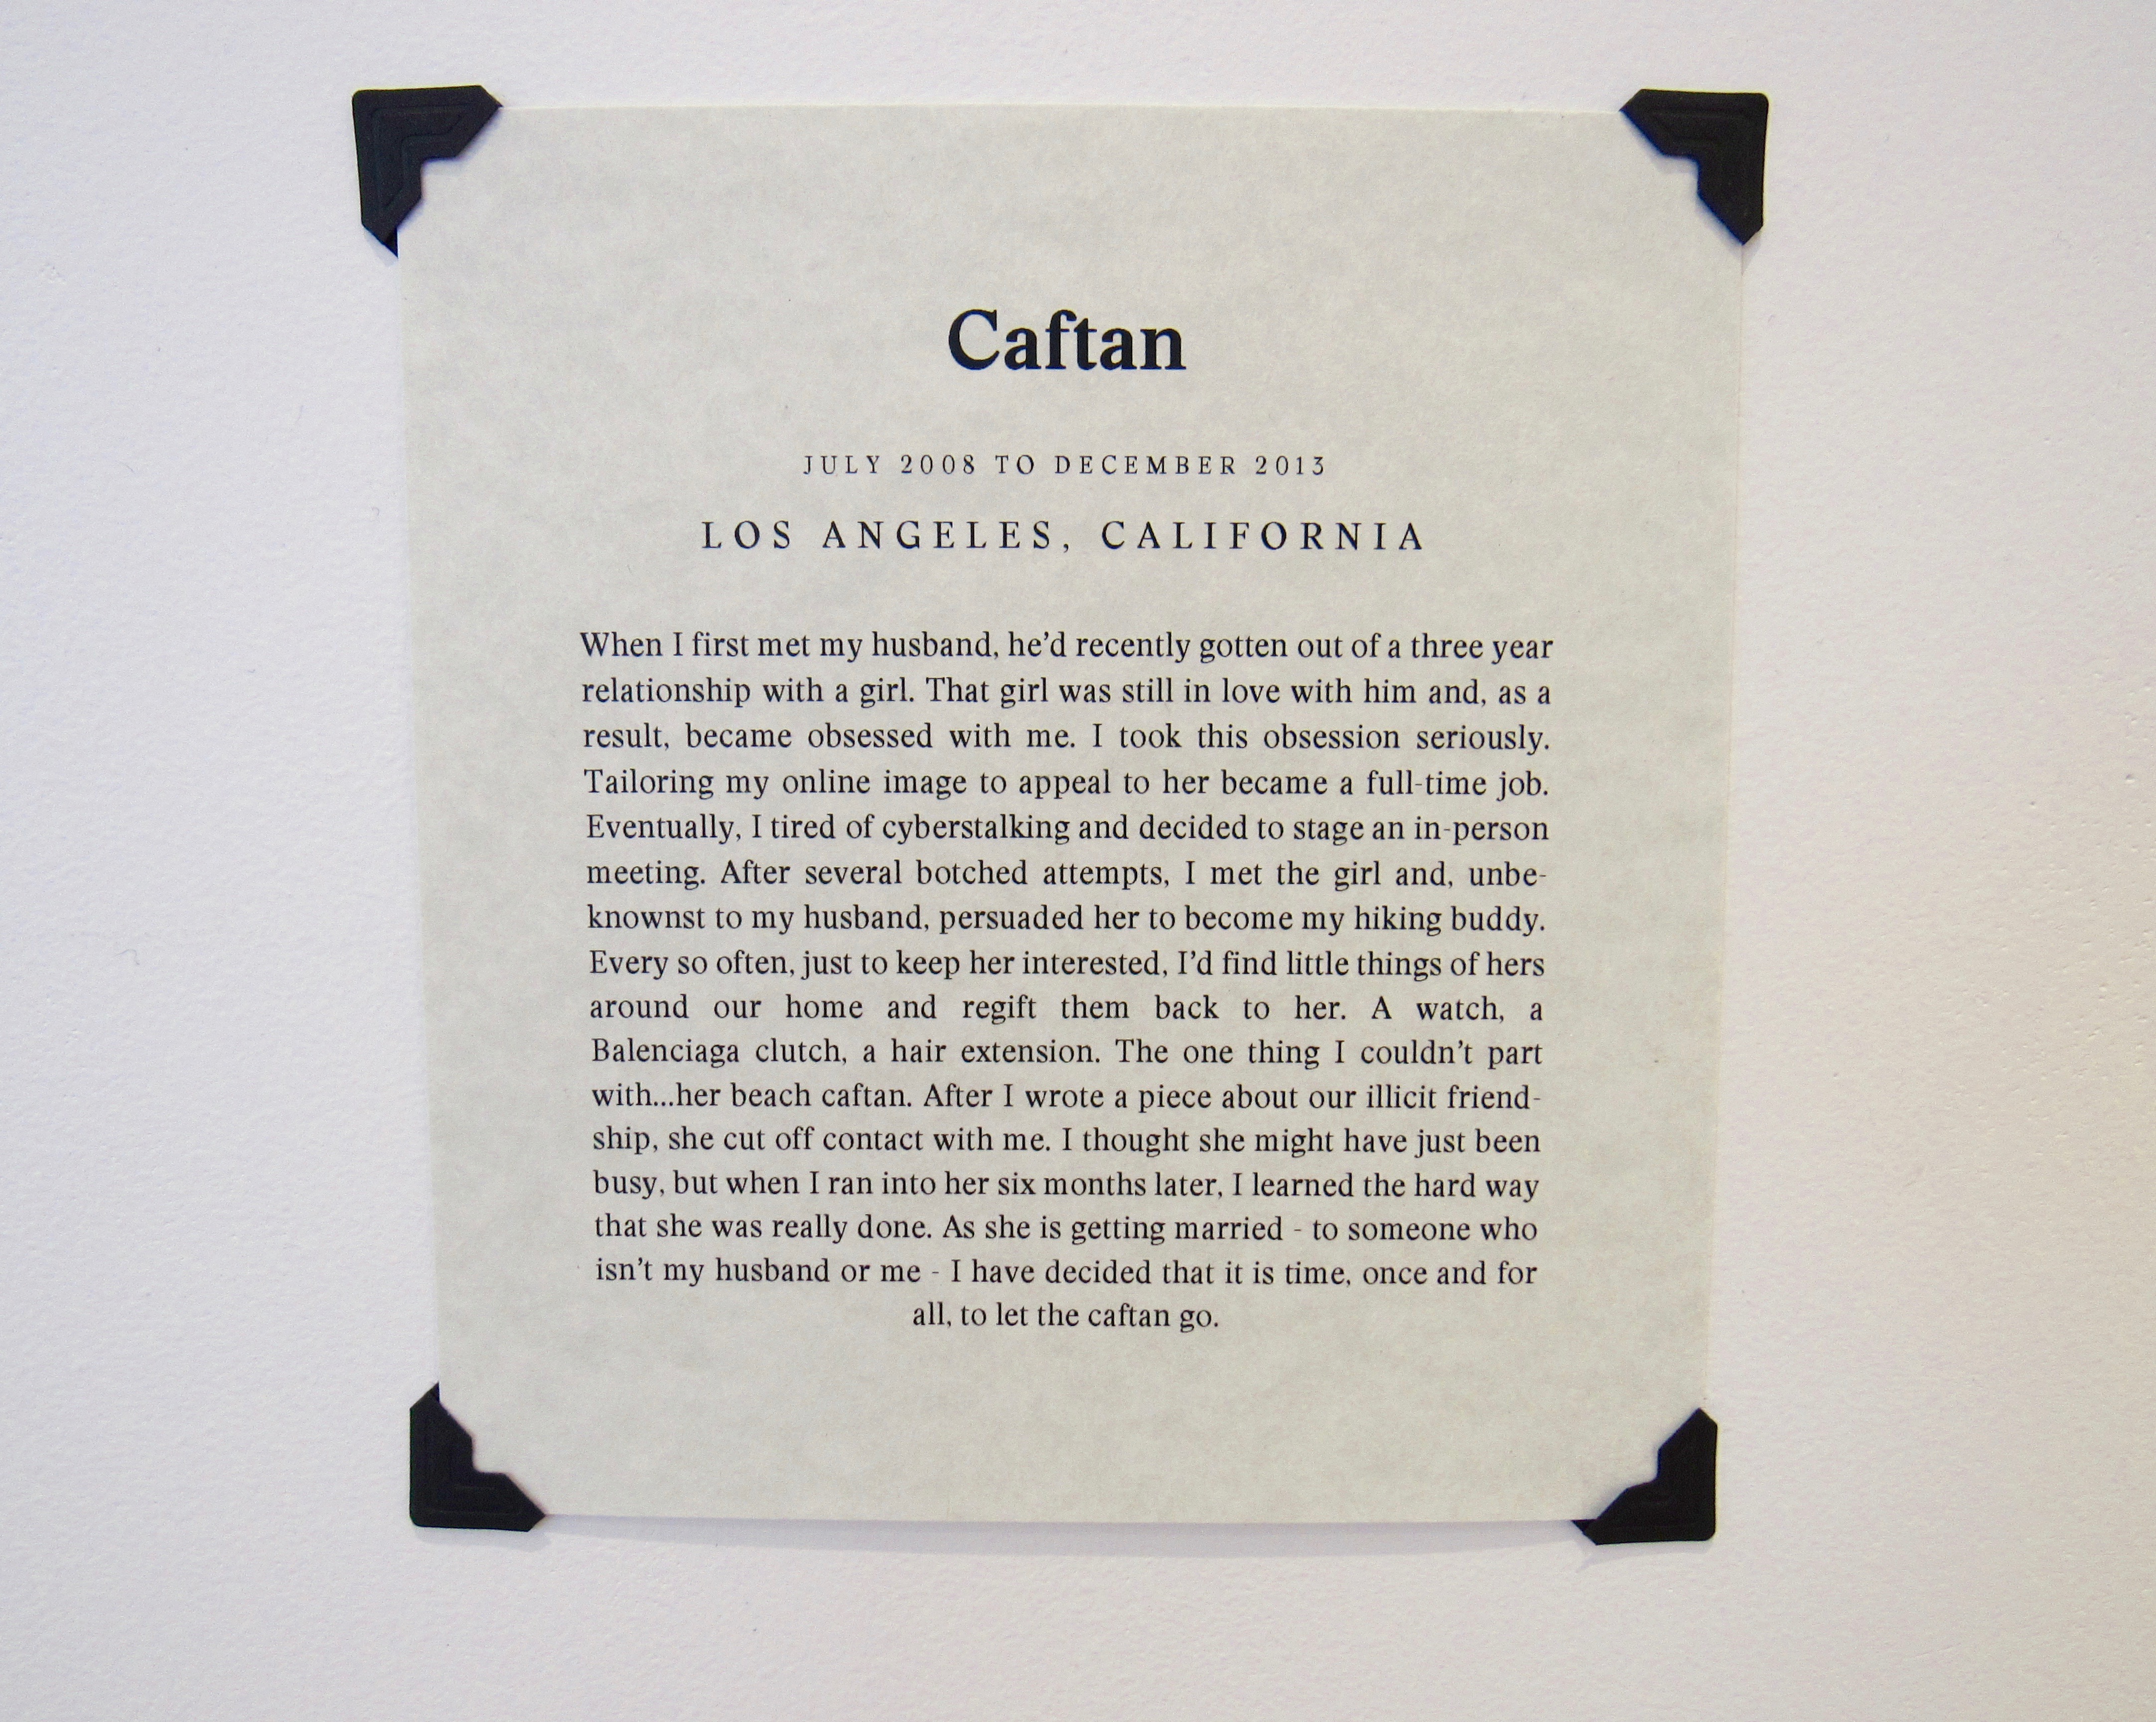 Caftan
JULY 2008 TO DECEMBER 2013
LOS ANGELES, CALIFORNIA
When I first met my husband, he’d recently gotten out of a three year
relationship with a girl. That girl was still in love with him and, as a
result, became obsessed with me. I took this obsession seriously.
Tailoring my online image to appeal to her became a full-time job.
Eventually, I tired of cyberstalking and decided to stage an in-person
meeting. After several botched attempts, I met the girl and, unbe-
knownst to my husband, persuaded her to become my hiking buddy.
Every so often, just to keep her interested, I’d find little things of hers
around our home and regift them back to her. A watch, a
Balenciaga clutch, a hair extension. The one thing I couldn’t part
with...her beach caftan. After I wrote a piece about our illicit friend-
ship, she cut off contact with me. I thought she might have just been
busy, but when I ran into her six months later, I learned the hard way
that she was really done. As she is getting married - to someone who
isn’t my husband or me - I have decided that it is time, once and for
all, to let the caftan go.